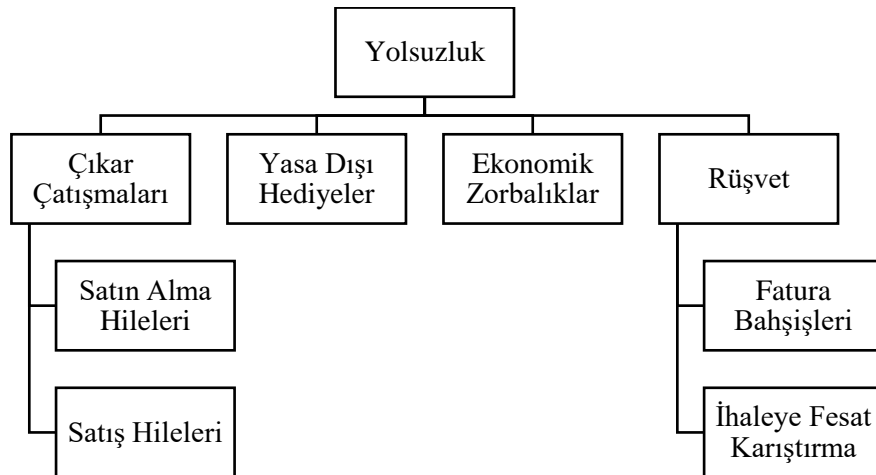 Yolsuzluk
Çıkar
Çatışmaları
Yasa Dışı
Hediyeler
Ekonomik
Zorbalıklar
Rüşvet
Satın Alma
Hileleri
Fatura
Bahşişleri
Satış Hileleri
İhaleye Fesat
Karıştırma